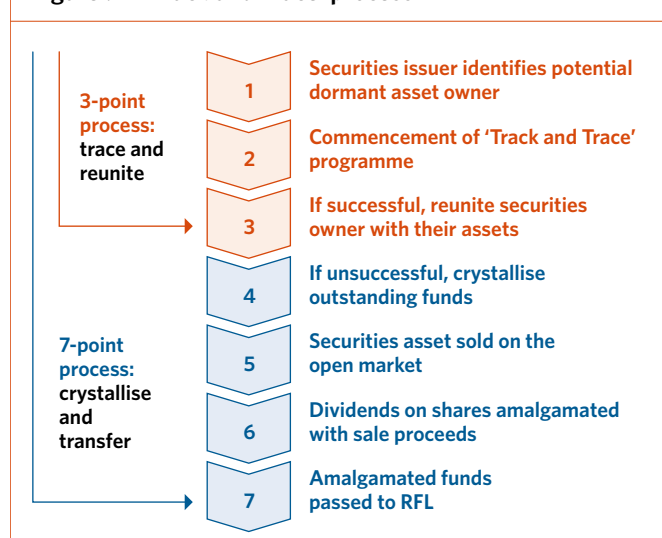 3-point
process:
trace and
reunite
7-point
process:
crystallise
and
transfer
1
Securities issuer identifies potential
dormant asset owner
2
Commencement of ‘Track and Trace’
programme
3
If successful, reunite securities
owner with their assets
4
If unsuccessful, crystallise
outstanding funds
5
Securities asset sold on the
open market
6
Dividends on shares amalgamated
with sale proceeds
7
Amalgamated funds
passed to RFL